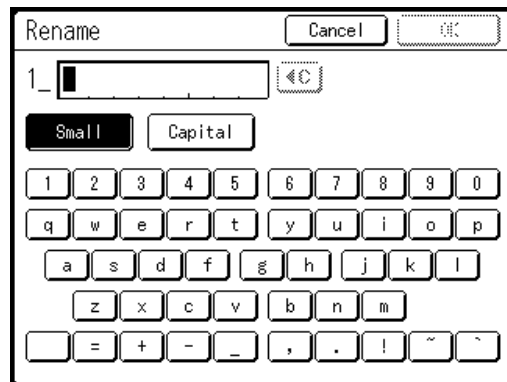 Rename Cancel OK
1_ C
Small Capital
1 2 3 4 5 6 7 8 9 0
q w e r t y u i o p
a s d f g h j k l
z x c v b n m
= + - _ , . ! ~ `